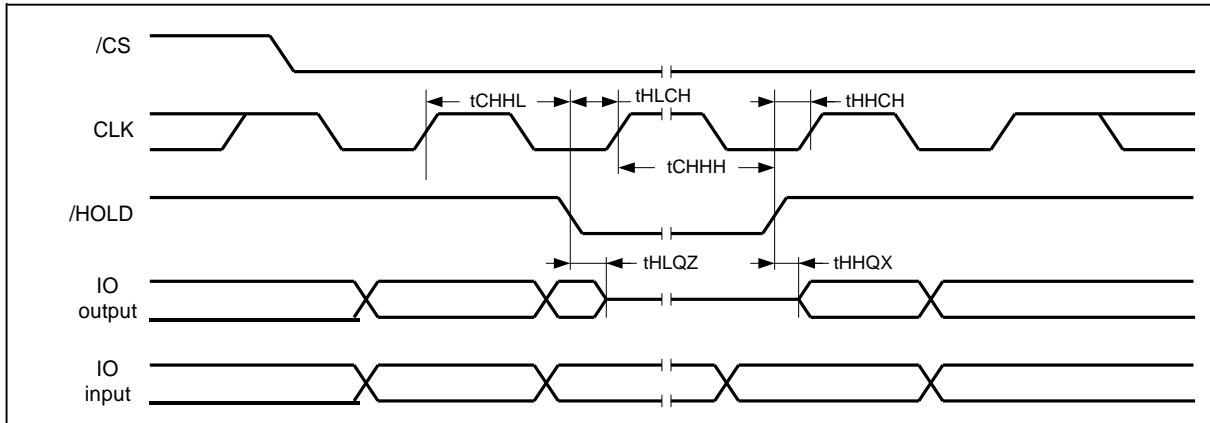 /CS
tCHHL
tHLCH
tHHCH
CLK
tCHHH
/HOLD
tHLQZ
tHHQX
IO
output
IO
input